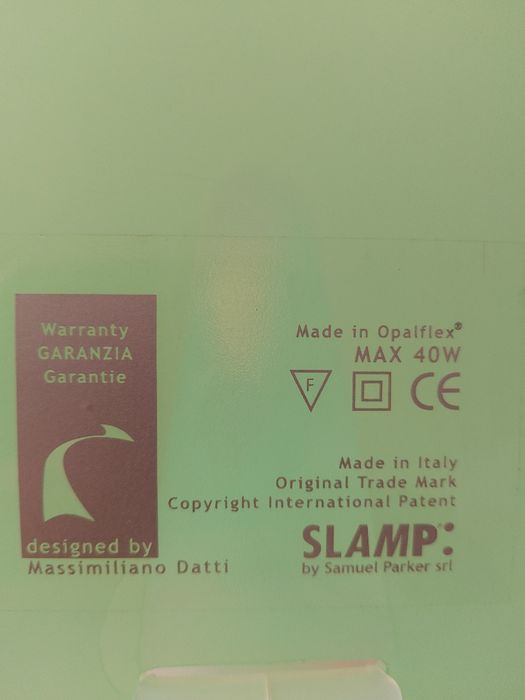 Warranty
GARANZIA
Garantie
designed by
Massimiliano Datti
Made in Opalflex®
MAX 40W
F
CE
Made in Italy
Original Trade Mark
Copyright International Patent
SLAMP:
by Samuel Parker srl